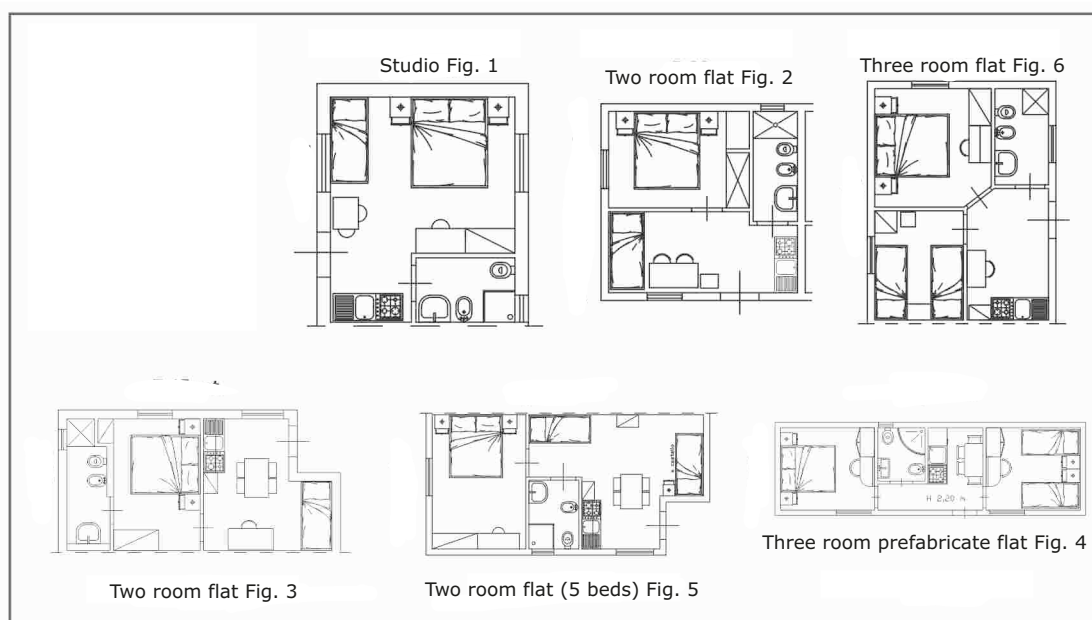 Studio Fig. 1
Two room flat Fig. 2
Three room flat Fig. 6
a castello
H 2,20 m
Two room flat Fig. 3
Two room flat (5 beds) Fig. 5
Three room prefabricate flat Fig. 4